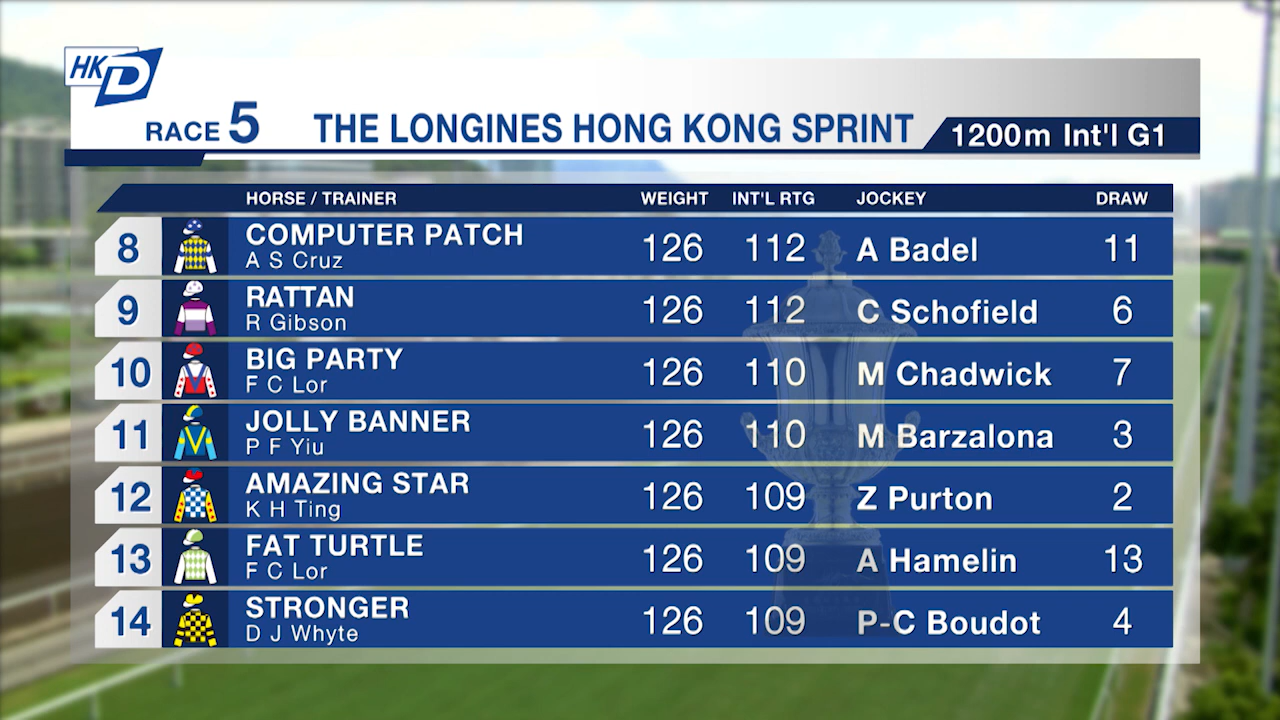 HK D
RACE 5 THE LONGINES HONG KONG SPRINT 1200m Int'l G1
HORSE / TRAINER WEIGHT INT'L RTG JOCKEY DRAW
8 COMPUTER PATCH 126 112 A Badel 11
A S Cruz
9 RATTAN 126 112 C Schofield 6
R Gibson
10 BIG PARTY 126 110 M Chadwick 7
F C Lor
11 JOLLY BANNER 126 110 M Barzalona 3
P F Yiu
12 AMAZING STAR 126 109 Z Purton 2
K H Ting
13 FAT TURTLE 126 109 A Hamelin 13
F C Lor
14 STRONGER 126 109 P-C Boudot 4
D J Whyte